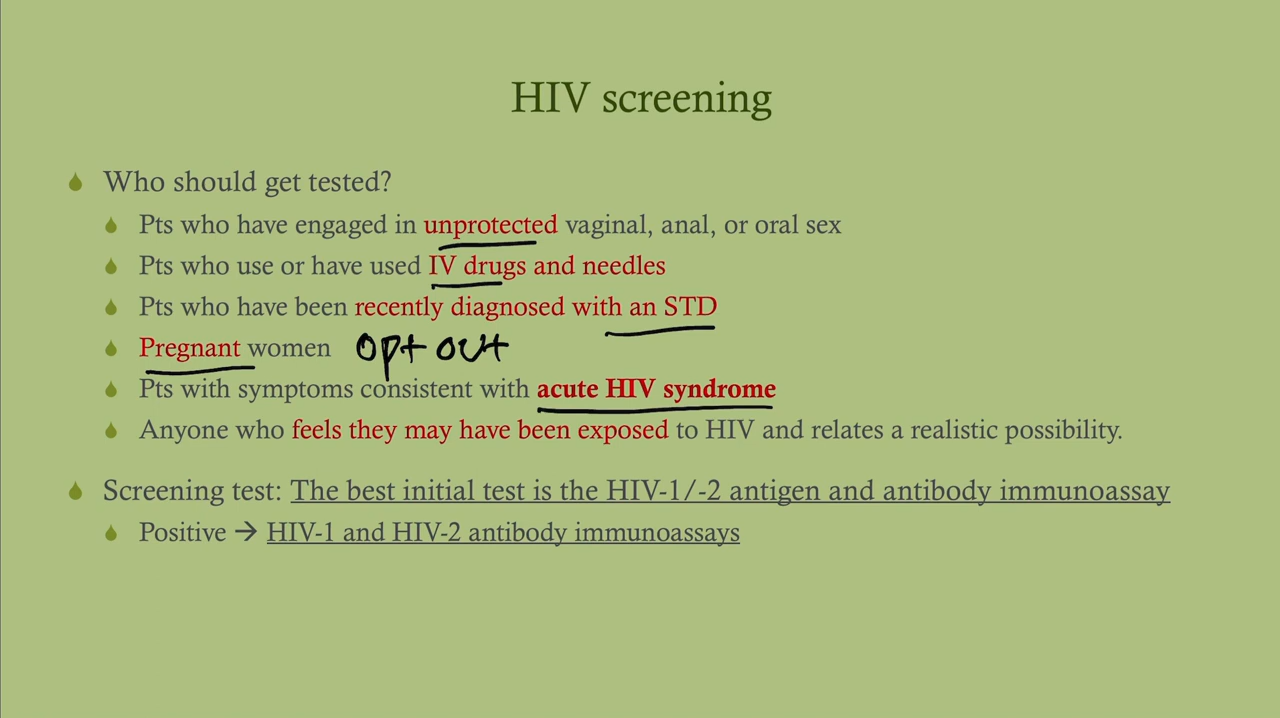 HIV screening
Who should get tested?
Pts who have engaged in unprotected vaginal, anal, or oral sex
Pts who use or have used IV drugs and needles
Pts who have been recently diagnosed with an STD
Pregnant women opt out
Pts with symptoms consistent with acute HIV syndrome
Anyone who feels they may have been exposed to HIV and relates a realistic possibility.
Screening test: The best initial test is the HIV-1/-2 antigen and antibody immunoassay
Positive → HIV-1 and HIV-2 antibody immunoassays